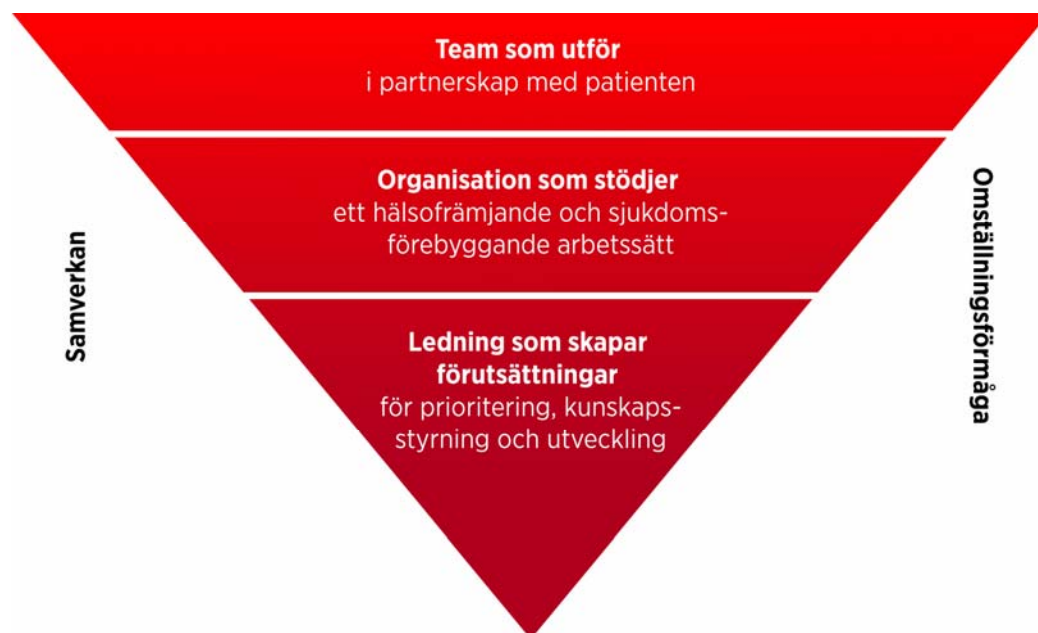 Team som utför
i partnerskap med patienten
Organisation som stödjer
ett hälsofrämjande och sjukdoms-
förebyggande arbetssätt
Ledning som skapar
förutsättningar
för prioritering, kunskaps-
styrning och utveckling
Samverkan
Omställningsförmåga